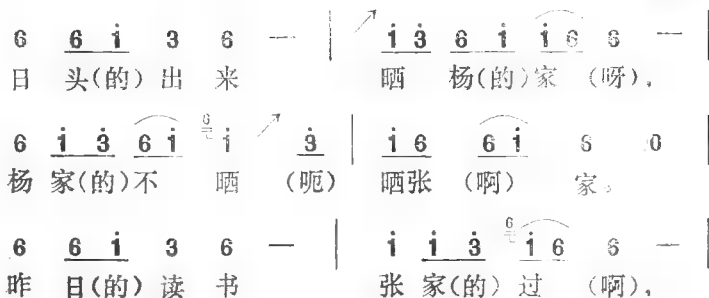 6 6 i 3 6 — | ↗ i 3 6 i i 6 6 — |
日 头(的) 出 来 晒 杨(的)家 (呀),
6 i 3 6 i 6 i ↗ 3 | i 6 6 i 6 0
杨 家(的)不 晒 (呃) 晒张 (啊) 家。
6 6 i 3 6 — | i i 3 6 i 6 6 — |
昨 日(的) 读 书 张 家(的) 过 (啊),